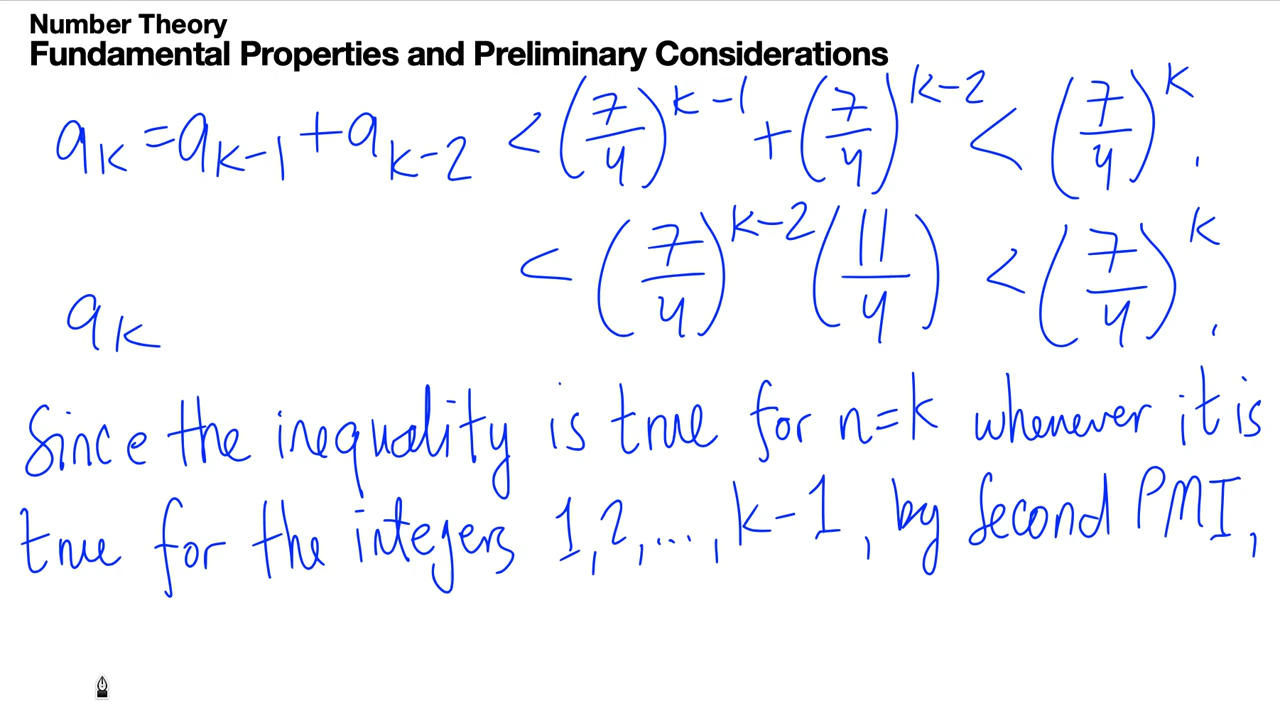 Number Theory
Fundamental Properties and Preliminary Considerations
a_k = a_{k-1} + a_{k-2} < (7/4)^{k-1} + (7/4)^{k-2} < (7/4)^k.
< (7/4)^{k-2} (11/4) < (7/4)^k.
a_k
Since the inequality is true for n=k whenever it is
true for the integers 1, 2, ..., k-1, by second PMI,